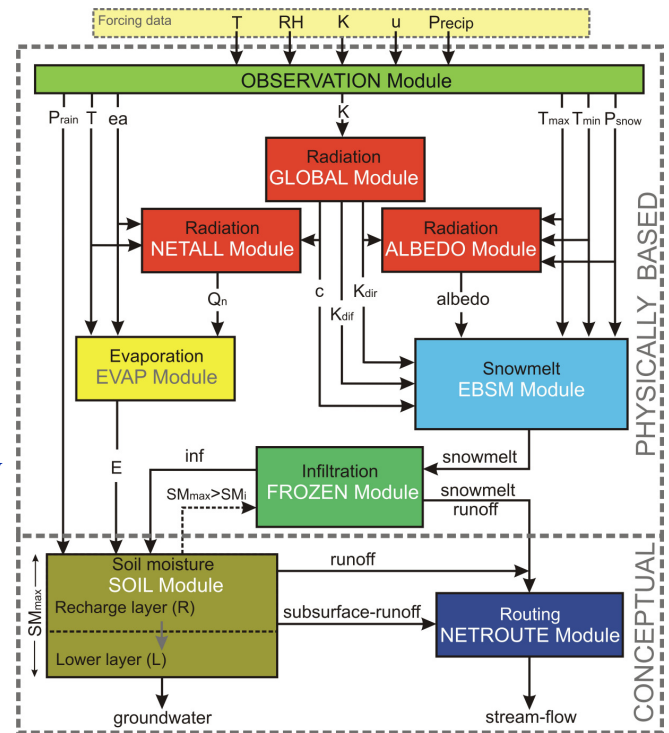 Forcing data
T RH K u Precip
OBSERVATION Module
Prain T ea
K
Tmax Tmin Psnow
Radiation
GLOBAL Module
Radiation
NETALL Module
Radiation
ALBEDO Module
Qn
c
Kdif
Kdir
albedo
Evaporation
EVAP Module
Snowmelt
EBSM Module
PHYSICALLY BASED
E
inf
snowmelt
Infiltration
FROZEN Module
SMmax>SMi
snowmelt
runoff
Soil moisture
SOIL Module
Recharge layer (R)
Lower layer (L)
SMmax
runoff
subsurface-runoff
Routing
NETROUTE Module
CONCEPTUAL
groundwater
stream-flow